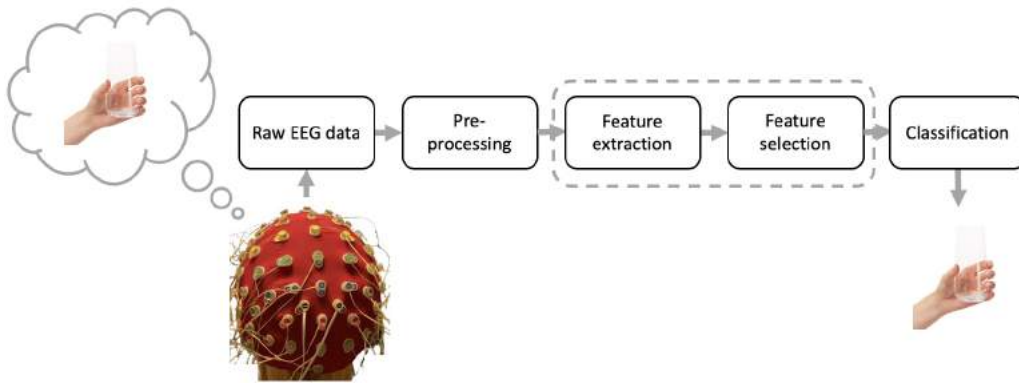 Raw EEG data
Pre-
processing
Feature
extraction
Feature
selection
Classification